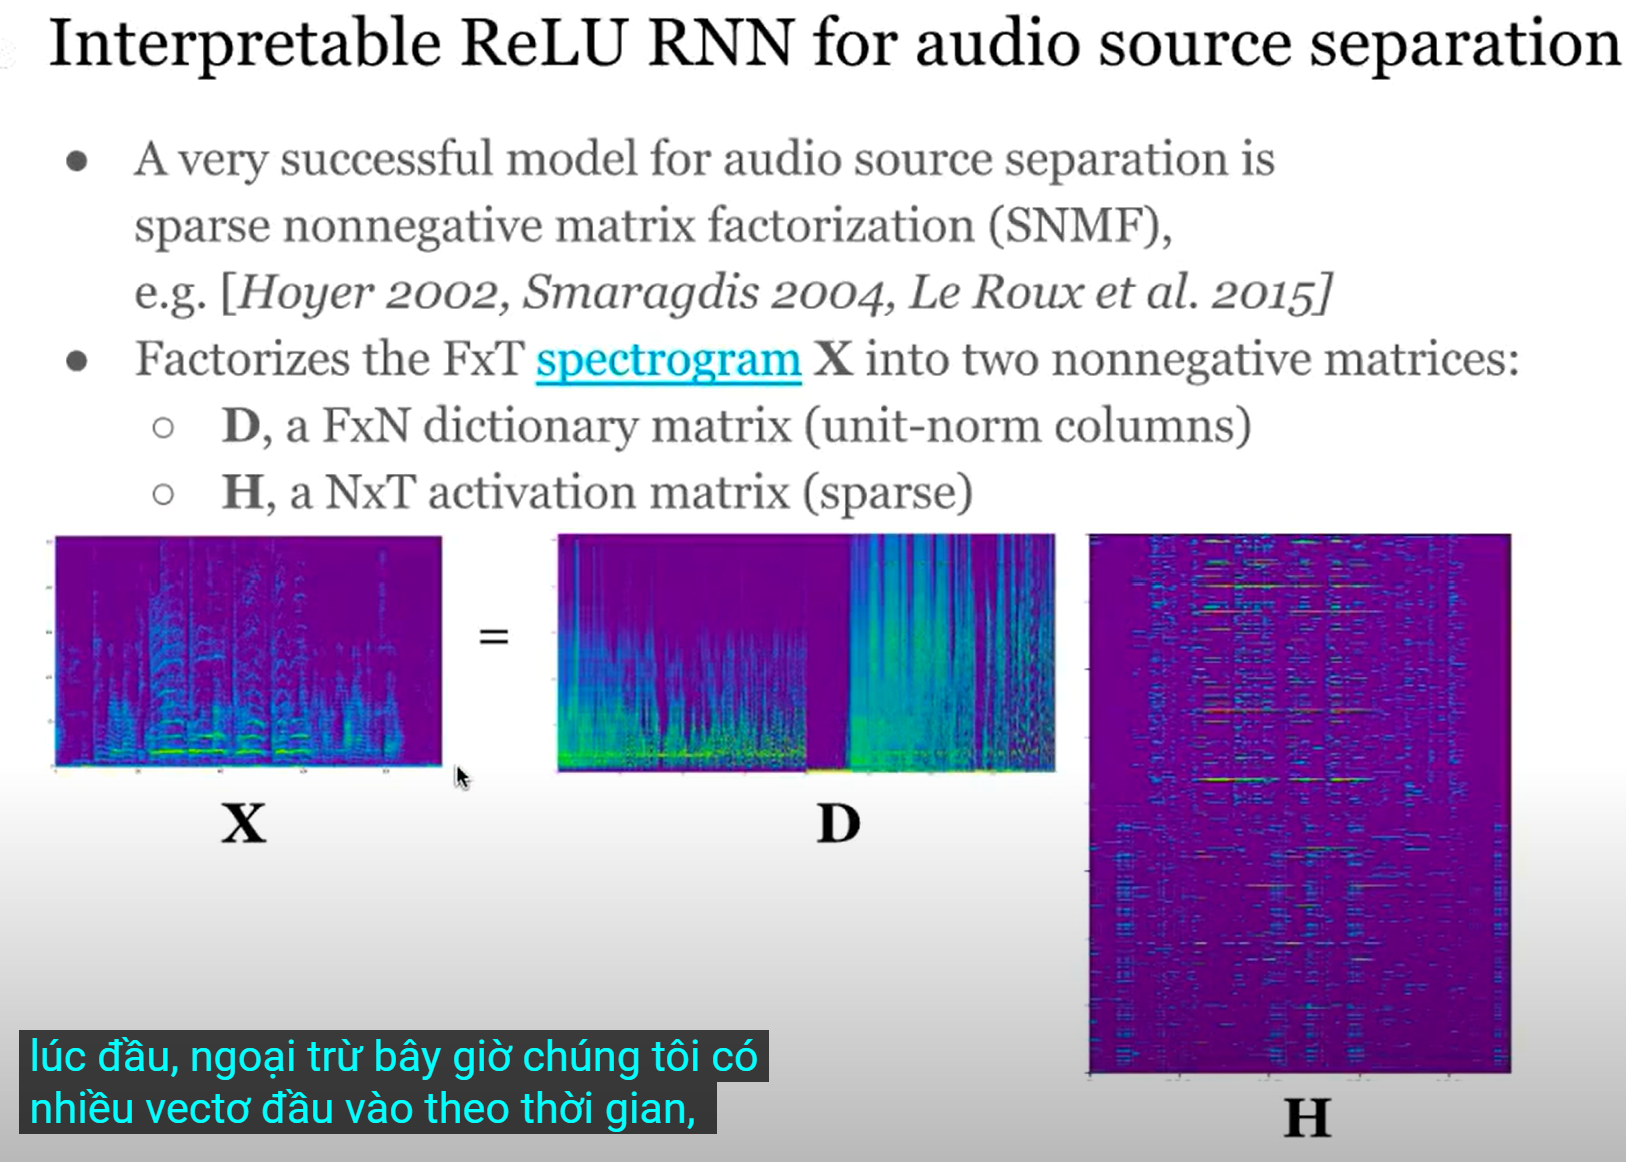 Interpretable ReLU RNN for audio source separation
● A very successful model for audio source separation is
sparse nonnegative matrix factorization (SNMF),
e.g. [Hoyer 2002, Smaragdis 2004, Le Roux et al. 2015]
● Factorizes the FxT spectrogram X into two nonnegative matrices:
○ D, a FxN dictionary matrix (unit-norm columns)
○ H, a NxT activation matrix (sparse)
=
X
D
H
lúc đầu, ngoại trừ bây giờ chúng tôi có
nhiều vectơ đầu vào theo thời gian,